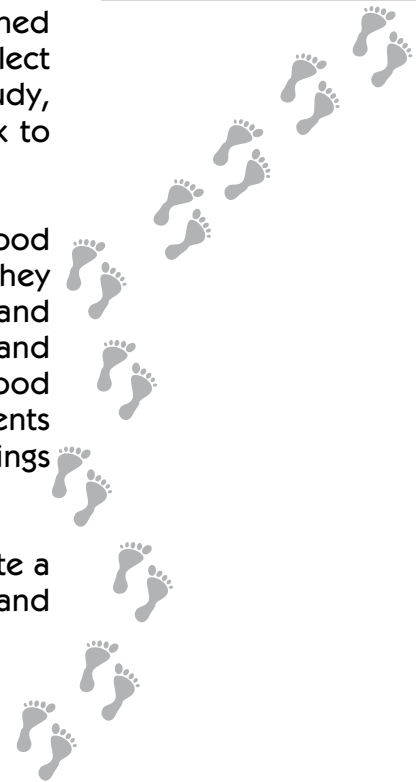 ned
lect
udy,
k to
ood
hey
and
and
ood
ents
ings
te a
and